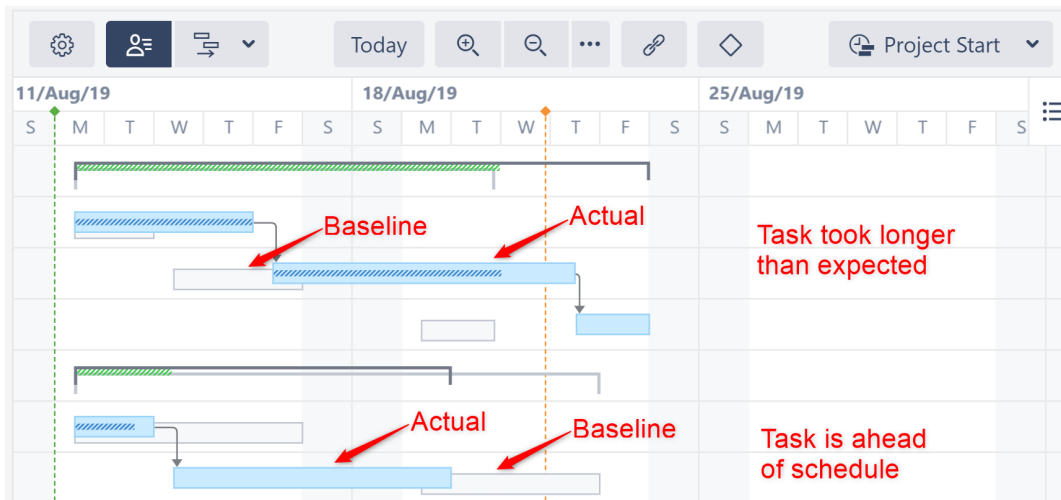 Today
Project Start
11/Aug/19 18/Aug/19 25/Aug/19
S M T W T F S S M T W T F S S M T W T F S
Baseline
Actual
Task took longer
than expected
Actual
Baseline
Task is ahead
of schedule